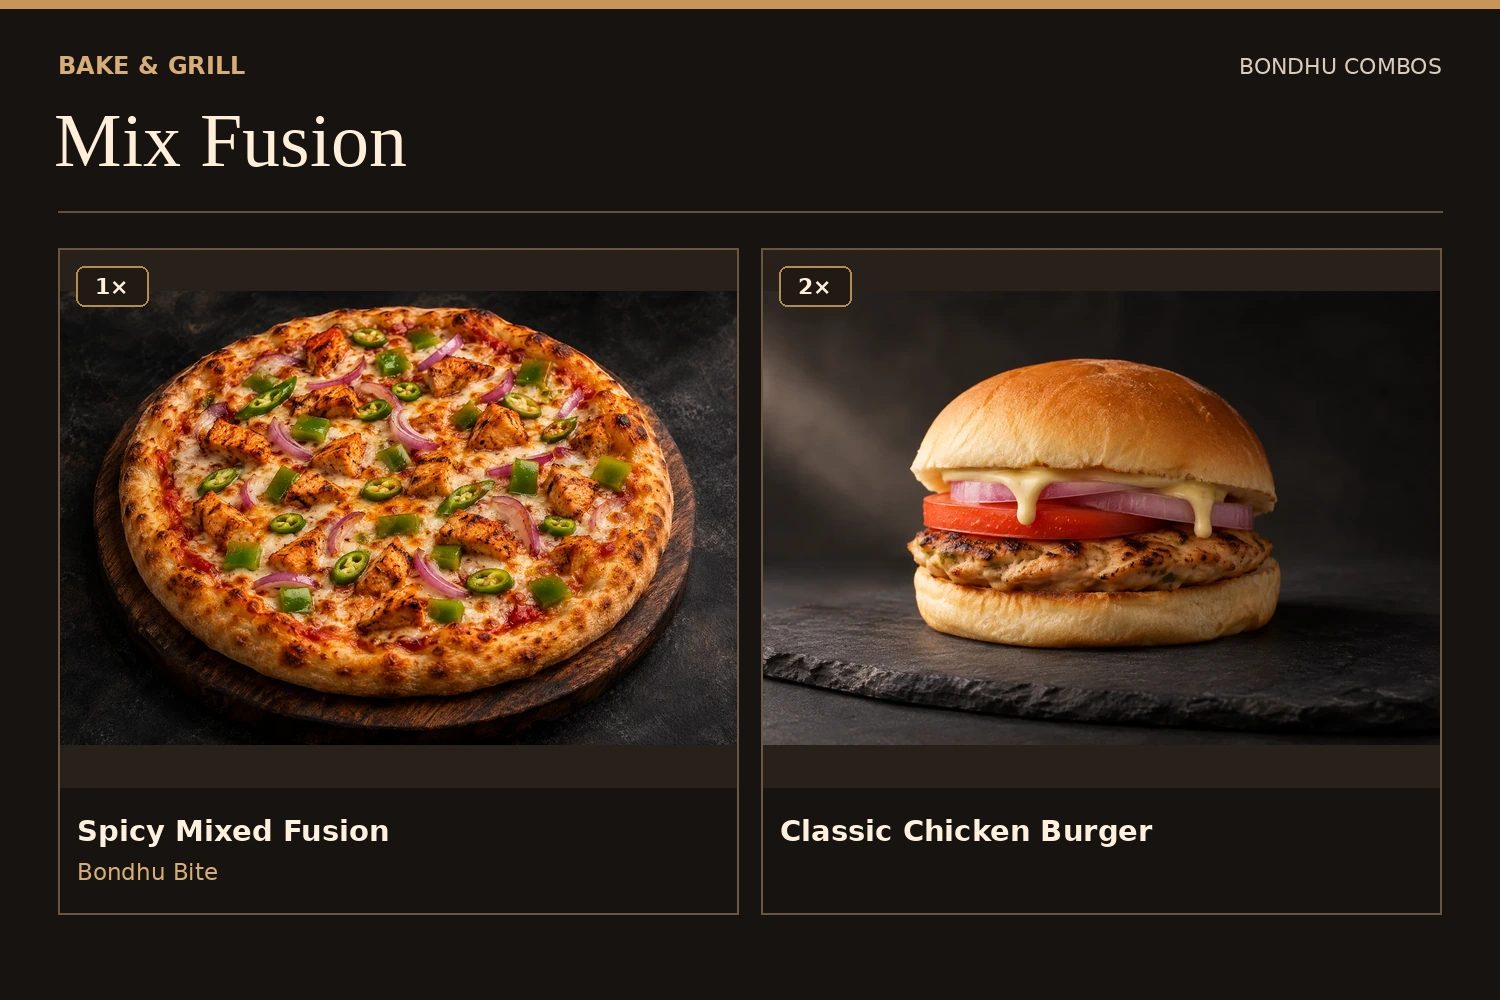 BAKE & GRILL
BONDHU COMBOS
Mix Fusion
1×
2×
Spicy Mixed Fusion
Bondhu Bite
Classic Chicken Burger